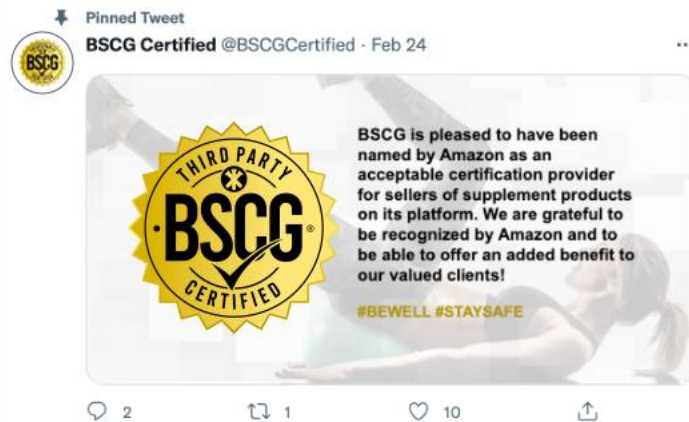 Pinned Tweet
BSCG Certified @BSCGCertified · Feb 24
BSCG
THIRD PARTY
BSCG®
CERTIFIED
BSCG is pleased to have been
named by Amazon as an
acceptable certification provider
for sellers of supplement products
on its platform. We are grateful to
be recognized by Amazon and to
be able to offer an added benefit to
our valued clients!
#BEWELL #STAYSAFE
2 1 10